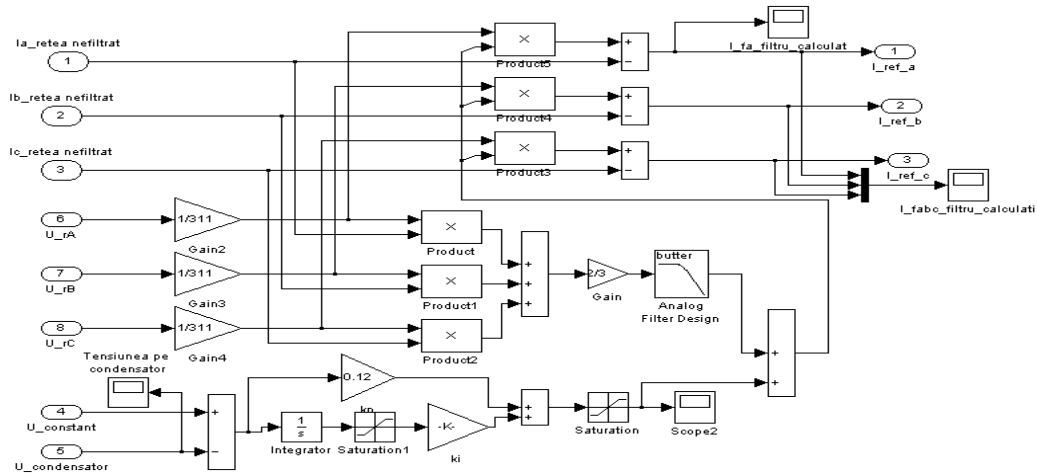 Ia_retea nefiltrat
1
Ib_retea nefiltrat
2
Ic_retea nefiltrat
3
×
Product5
+
−
×
Product4
+
−
×
Product3
+
−
I_fa_filtru_calculat
1
I_ref_a
2
I_ref_b
3
I_ref_c
I_fabc_filtru_calculati
6
U_rA
1/311
Gain2
7
U_rB
1/311
Gain3
8
U_rC
1/311
Gain4
×
Product
×
Product1
×
Product2
+
+
+
2/3
Gain
butter
Analog
Filter Design
+
+
Tensiunea pe
condensator
4
U_constant
5
U_condensator
+
−
0.12
kp
1
s
Integrator
Saturation1
-K-
ki
+
+
Saturation
Scope2